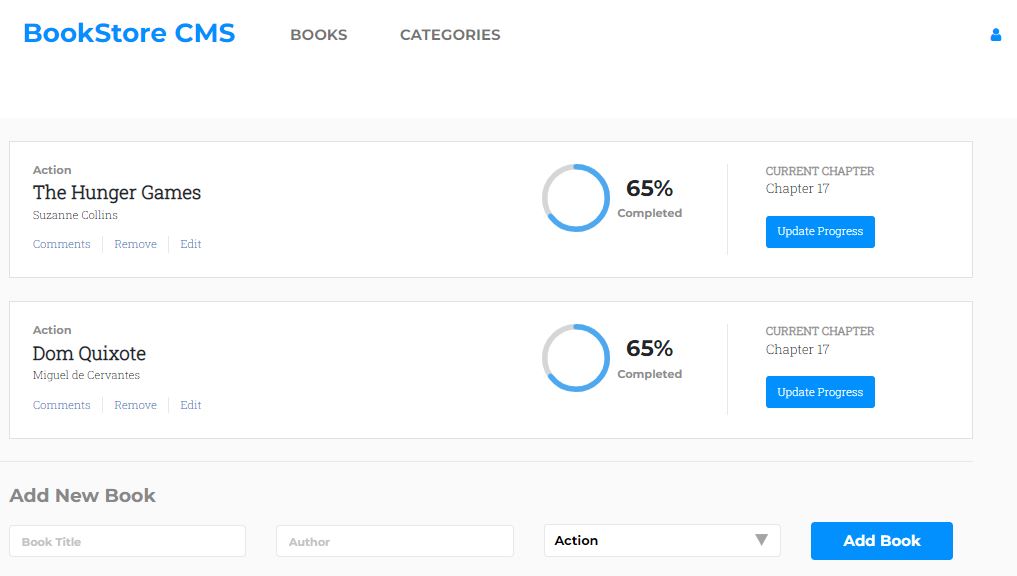 BookStore CMS
BOOKS
CATEGORIES
Action
The Hunger Games
Suzanne Collins
Comments
Remove
Edit
65%
Completed
CURRENT CHAPTER
Chapter 17
Update Progress
Action
Dom Quixote
Miguel de Cervantes
Comments
Remove
Edit
65%
Completed
CURRENT CHAPTER
Chapter 17
Update Progress
Add New Book
Book Title
Author
Action
Add Book